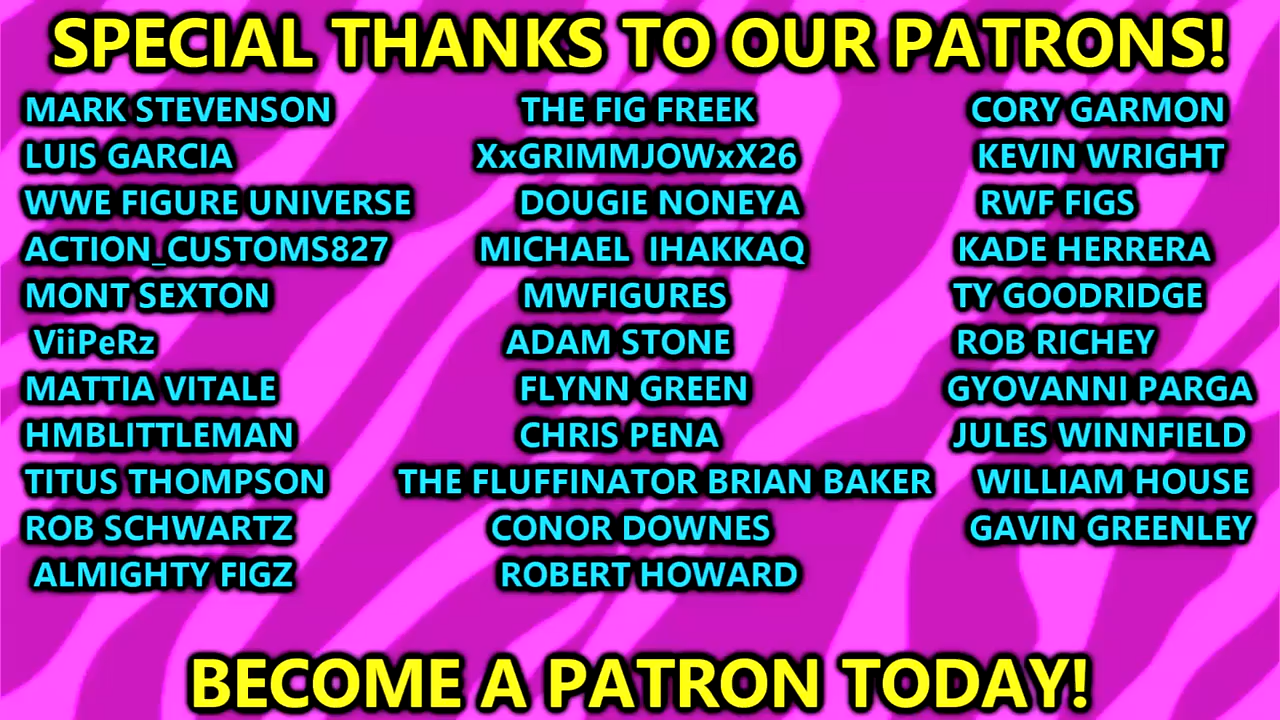 SPECIAL THANKS TO OUR PATRONS!
MARK STEVENSON THE FIG FREEK CORY GARMON
LUIS GARCIA XxGRIMMJOWxX26 KEVIN WRIGHT
WWE FIGURE UNIVERSE DOUGIE NONEYA RWF FIGS
ACTION_CUSTOMS827 MICHAEL IHAKKAQ KADE HERRERA
MONT SEXTON MWFIGURES TY GOODRIDGE
ViiPeRz ADAM STONE ROB RICHEY
MATTIA VITALE FLYNN GREEN GYOVANNI PARGA
HMBLITTLEMAN CHRIS PENA JULES WINNFIELD
TITUS THOMPSON THE FLUFFINATOR BRIAN BAKER WILLIAM HOUSE
ROB SCHWARTZ CONOR DOWNES GAVIN GREENLEY
ALMIGHTY FIGZ ROBERT HOWARD
BECOME A PATRON TODAY!